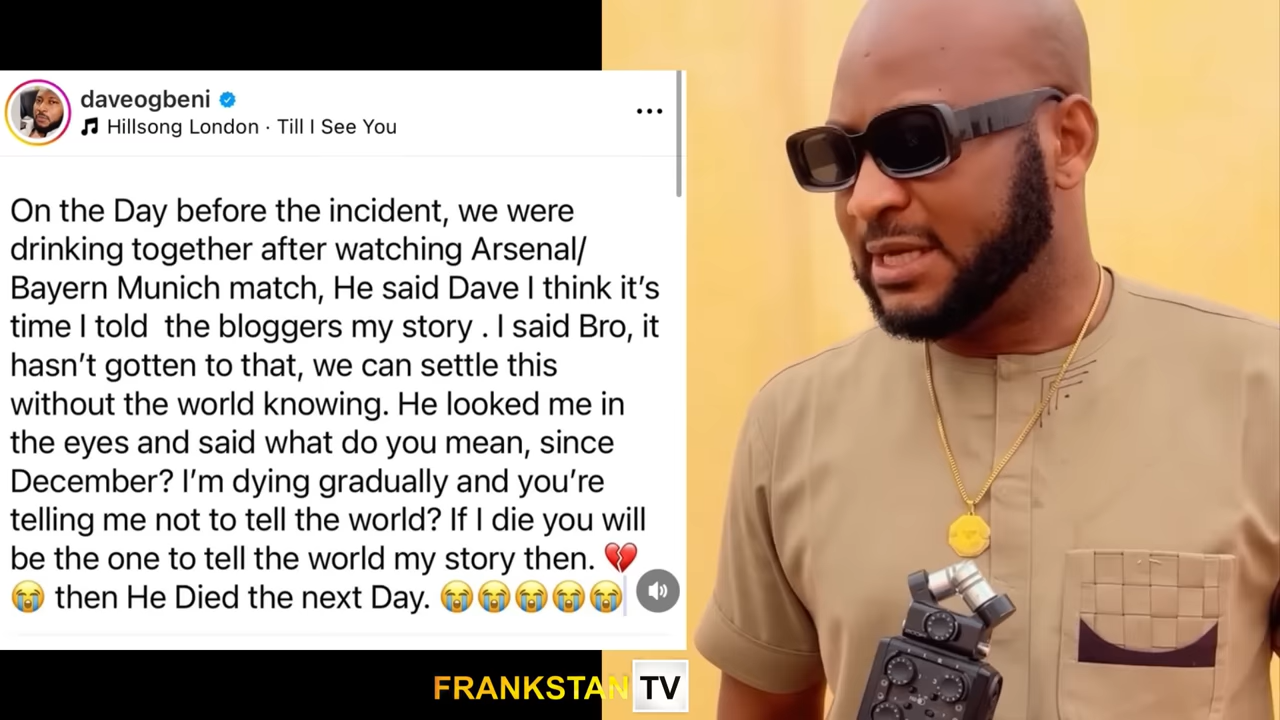 daveogbeni
Hillsong London · Till I See You
On the Day before the incident, we were
drinking together after watching Arsenal/
Bayern Munich match, He said Dave I think it's
time I told  the bloggers my story . I said Bro, it
hasn't gotten to that, we can settle this
without the world knowing. He looked me in
the eyes and said what do you mean, since
December? I'm dying gradually and you're
telling me not to tell the world? If I die you will
be the one to tell the world my story then. 💔
😭 then He Died the next Day. 😭😭😭😭😭
FRANKSTAN TV